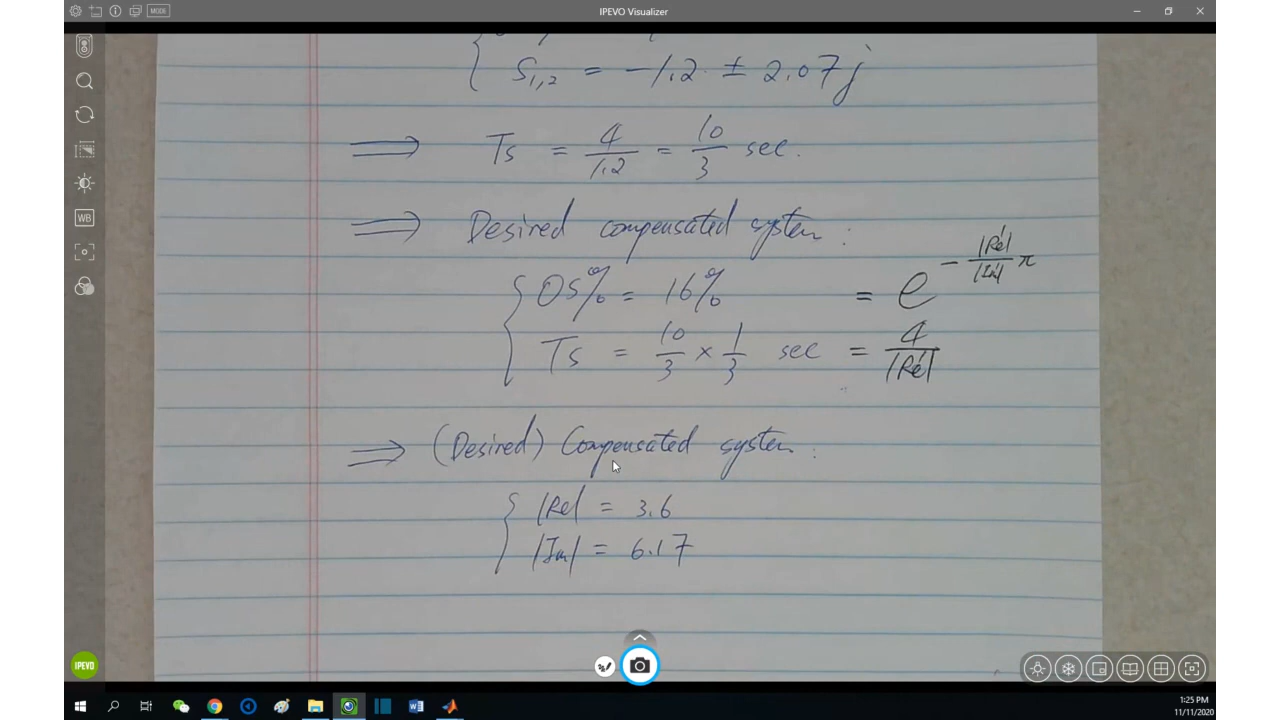 IPEVO Visualizer
MODE
S₁,₂ = -1.2 ± 2.07j
⟹ Ts = 4/1.2 = 10/3 sec.
⟹ Desired compensated system :
OS% = 16% = e^(-|Re'|/|Im'| π)
Ts = 10/3 × 1/3 sec = 4/|Re'|
⟹ (Desired) Compensated system :
|Re| = 3.6
|Im| = 6.17
WB
IPEVO
1:25 PM
11/11/2020